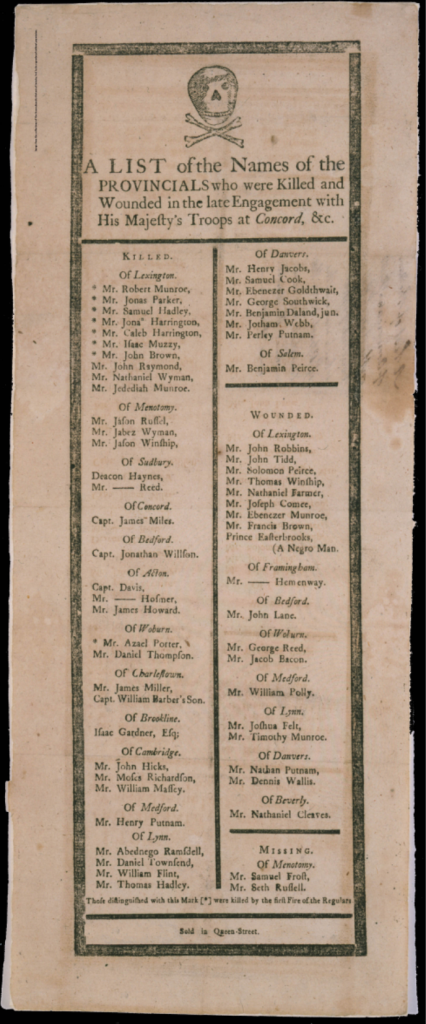 A LIST of the Names of the
PROVINCIALS who were Killed and
Wounded in the late Engagement with
His Majeſty's Troops at Concord, &c.
KILLED.
Of Lexington.
* Mr. Robert Munroe,
* Mr. Jonas Parker,
* Mr. Samuel Hadley,
* Mr. Jonaⁿ Harrington,
* Mr. Caleb Harrington,
* Mr. Iſaac Muzzy,
* Mr. John Brown,
Mr. John Raymond,
Mr. Nathaniel Wyman,
Mr. Jedediah Munroe.
Of Menotomy.
Mr. Jaſon Ruſſel,
Mr. Jabez Wyman,
Mr. Jaſon Winſhip,
Of Sudbury.
Deacon Haynes,
Mr. —— Reed.
Of Concord.
Capt. James Miles.
Of Bedford.
Capt. Jonathan Willſon.
Of Acton.
Capt. Davis,
Mr. —— Hoſmer,
Mr. James Howard.
Of Woburn.
* Mr. Azael Porter,
Mr. Daniel Thompſon.
Of Charleſtown.
Mr. James Miller,
Capt. William Barber's Son.
Of Brookline.
Iſaac Gardner, Eſq;
Of Cambridge.
Mr. John Hicks,
Mr. Moſes Richardſon,
Mr. William Maſſey.
Of Medford.
Mr. Henry Putnam.
Of Lynn.
Mr. Abednego Ramſdell,
Mr. Daniel Townſend,
Mr. William Flint,
Mr. Thomas Hadley.
Of Danvers.
Mr. Henry Jacobs,
Mr. Samuel Cook,
Mr. Ebenezer Goldthwait,
Mr. George Southwick,
Mr. Benjamin Daland, jun.
Mr. Jotham Webb,
Mr. Perley Putnam.
Of Salem.
Mr. Benjamin Peirce.
WOUNDED.
Of Lexington.
Mr. John Robbins,
Mr. John Tidd,
Mr. Solomon Peirce,
Mr. Thomas Winſhip,
Mr. Nathaniel Farmer,
Mr. Joſeph Comee,
Mr. Ebenezer Munroe,
Mr. Francis Brown,
Prince Eaſterbrooks,
(A Negro Man.
Of Framingham.
Mr. —— Hemenway.
Of Bedford.
Mr. John Lane.
Of Woburn.
Mr. George Reed,
Mr. Jacob Bacon.
Of Medford.
Mr. William Polly.
Of Lynn.
Mr. Joſhua Felt,
Mr. Timothy Munroe.
Of Danvers.
Mr. Nathan Putnam,
Mr. Dennis Wallis.
Of Beverly.
Mr. Nathaniel Cleaves.
MISSING.
Of Menotomy.
Mr. Samuel Froſt,
Mr. Seth Ruſſell.
Thoſe diſtinguiſhed with this Mark [*] were killed by the firſt Fire of the Regulars
Sold in Queen-Street.